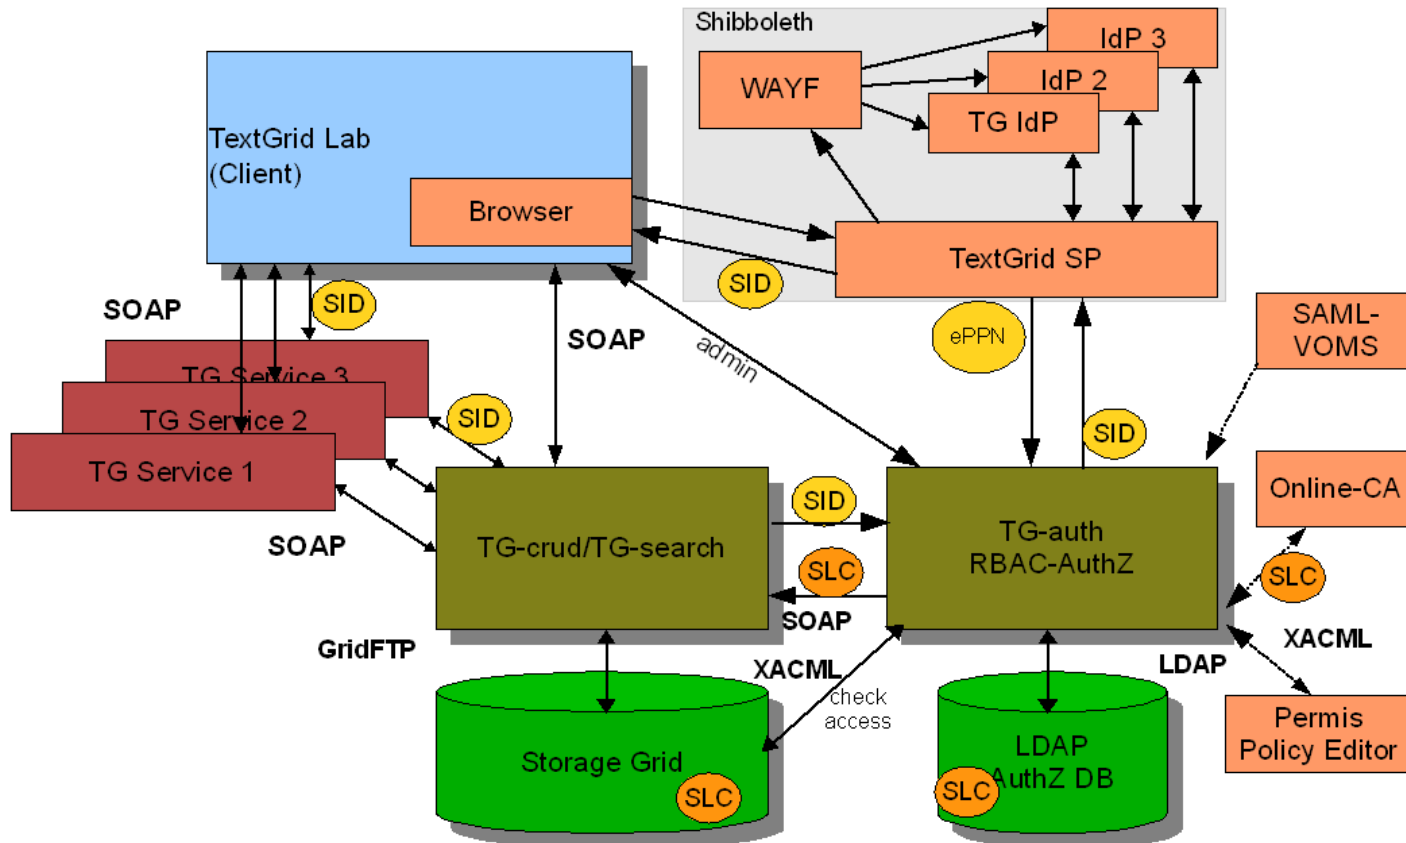 Shibboleth
IdP 3
IdP 2
TG IdP
WAYF
TextGrid Lab
(Client)
Browser
TextGrid SP
SID
SID
SOAP
SOAP
admin
ePPN
SAML-
VOMS
TG Service 3
TG Service 2
TG Service 1
SID
SID
SOAP
TG-crud/TG-search
SID
SLC
SOAP
TG-auth
RBAC-AuthZ
Online-CA
SLC
XACML
GridFTP
XACML
check
access
LDAP
Storage Grid
SLC
LDAP
AuthZ DB
SLC
Permis
Policy Editor